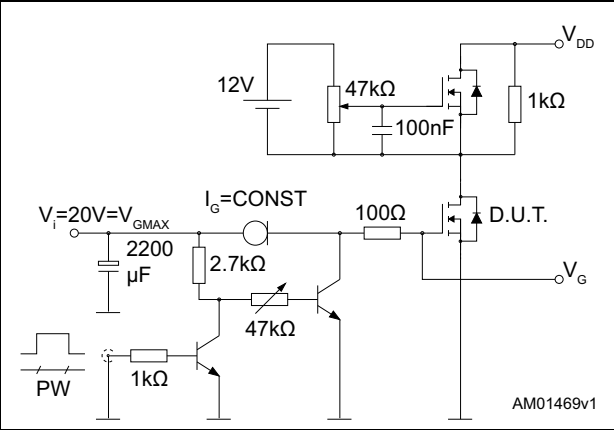 V_DD
12V
47kΩ
1kΩ
100nF
I_G=CONST
100Ω
D.U.T.
V_i=20V=V_GMAX
2200
μF
2.7kΩ
V_G
47kΩ
PW
1kΩ
AM01469v1